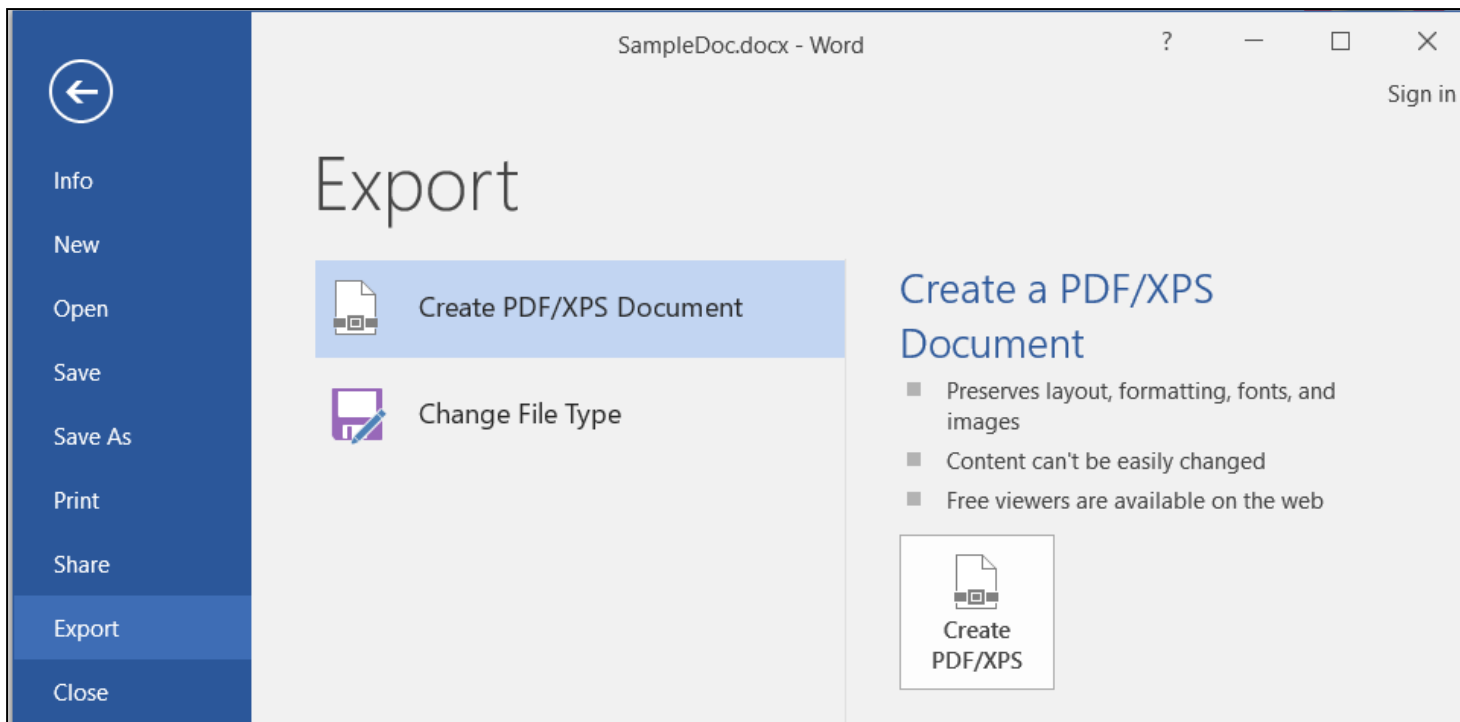 SampleDoc.docx - Word
?
Sign in
Info
New
Open
Save
Save As
Print
Share
Export
Close
Export
Create PDF/XPS Document
Change File Type
Create a PDF/XPS
Document
Preserves layout, formatting, fonts, and
images
Content can't be easily changed
Free viewers are available on the web
Create
PDF/XPS